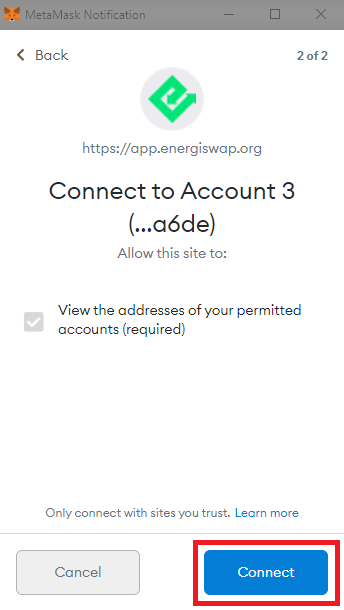 MetaMask Notification
Back
2 of 2
https://app.energiswap.org
Connect to Account 3
(...a6de)
Allow this site to:
View the addresses of your permitted
accounts (required)
Only connect with sites you trust. Learn more
Cancel
Connect